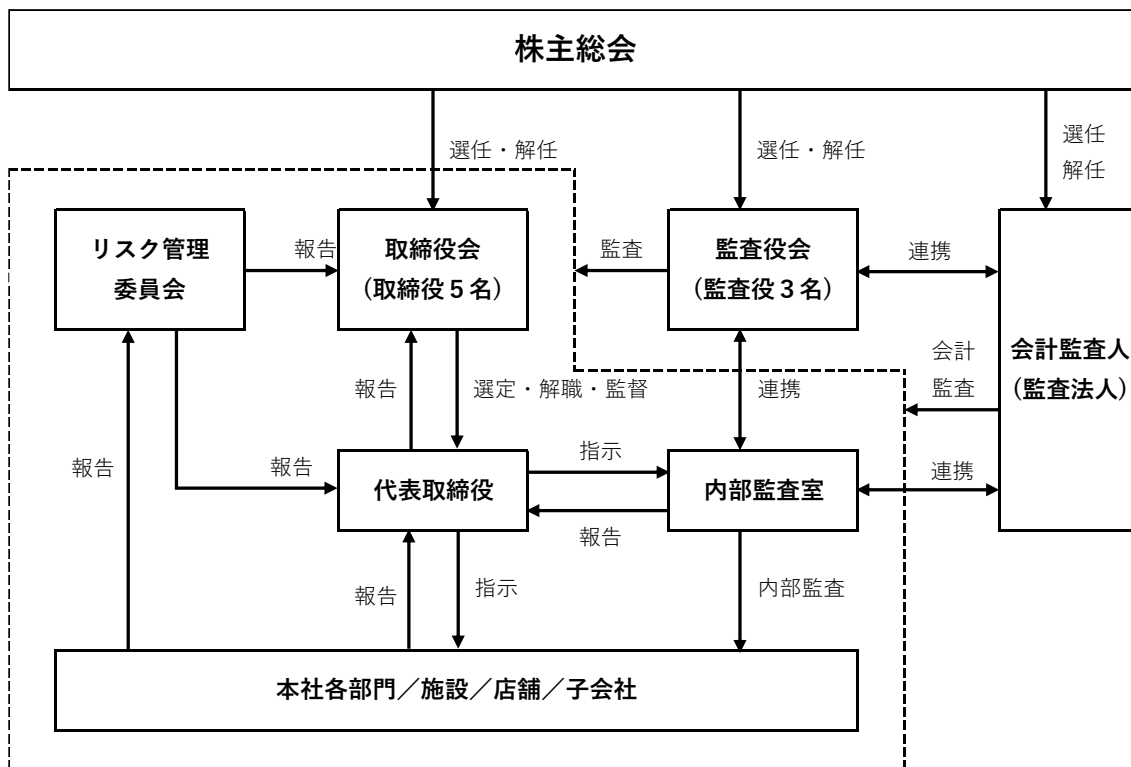 株主総会
選任・解任
選任・解任
選任
解任
リスク管理
委員会
報告
取締役会
(取締役５名)
監査
監査役会
(監査役３名)
連携
会計監査人
(監査法人)
会計
監査
報告
選定・解職・監督
連携
報告
報告
代表取締役
指示
報告
内部監査室
連携
報告
指示
内部監査
本社各部門／施設／店舗／子会社